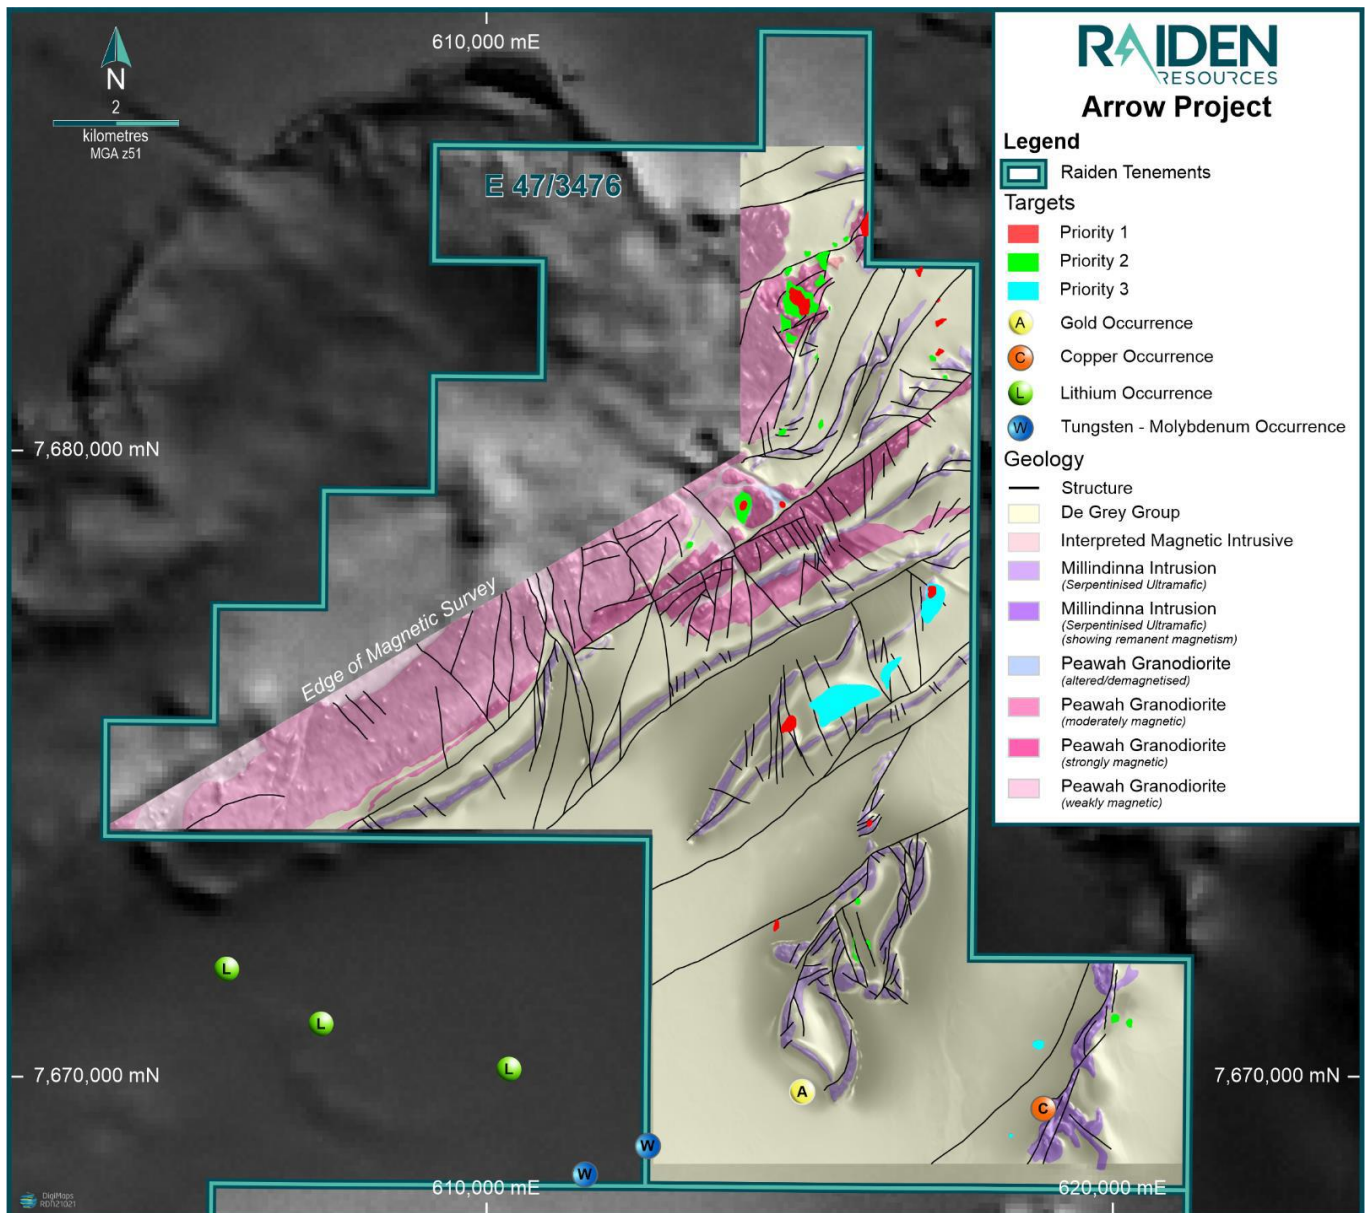 610,000 mE
N
2
kilometres
MGA z51
E 47/3476
7,680,000 mN
Edge of Magnetic Survey
L
L
L
7,670,000 mN
7,670,000 mN
A
C
W
W
610,000 mE
620,000 mE
DigiMaps
RDN21021
RAIDEN
RESOURCES
Arrow Project
Legend
Raiden Tenements
Targets
Priority 1
Priority 2
Priority 3
A Gold Occurrence
C Copper Occurrence
L Lithium Occurrence
W Tungsten - Molybdenum Occurrence
Geology
Structure
De Grey Group
Interpreted Magnetic Intrusive
Millindinna Intrusion
(Serpentinised Ultramafic)
Millindinna Intrusion
(Serpentinised Ultramafic)
(showing remanent magnetism)
Peawah Granodiorite
(altered/demagnetised)
Peawah Granodiorite
(moderately magnetic)
Peawah Granodiorite
(strongly magnetic)
Peawah Granodiorite
(weakly magnetic)